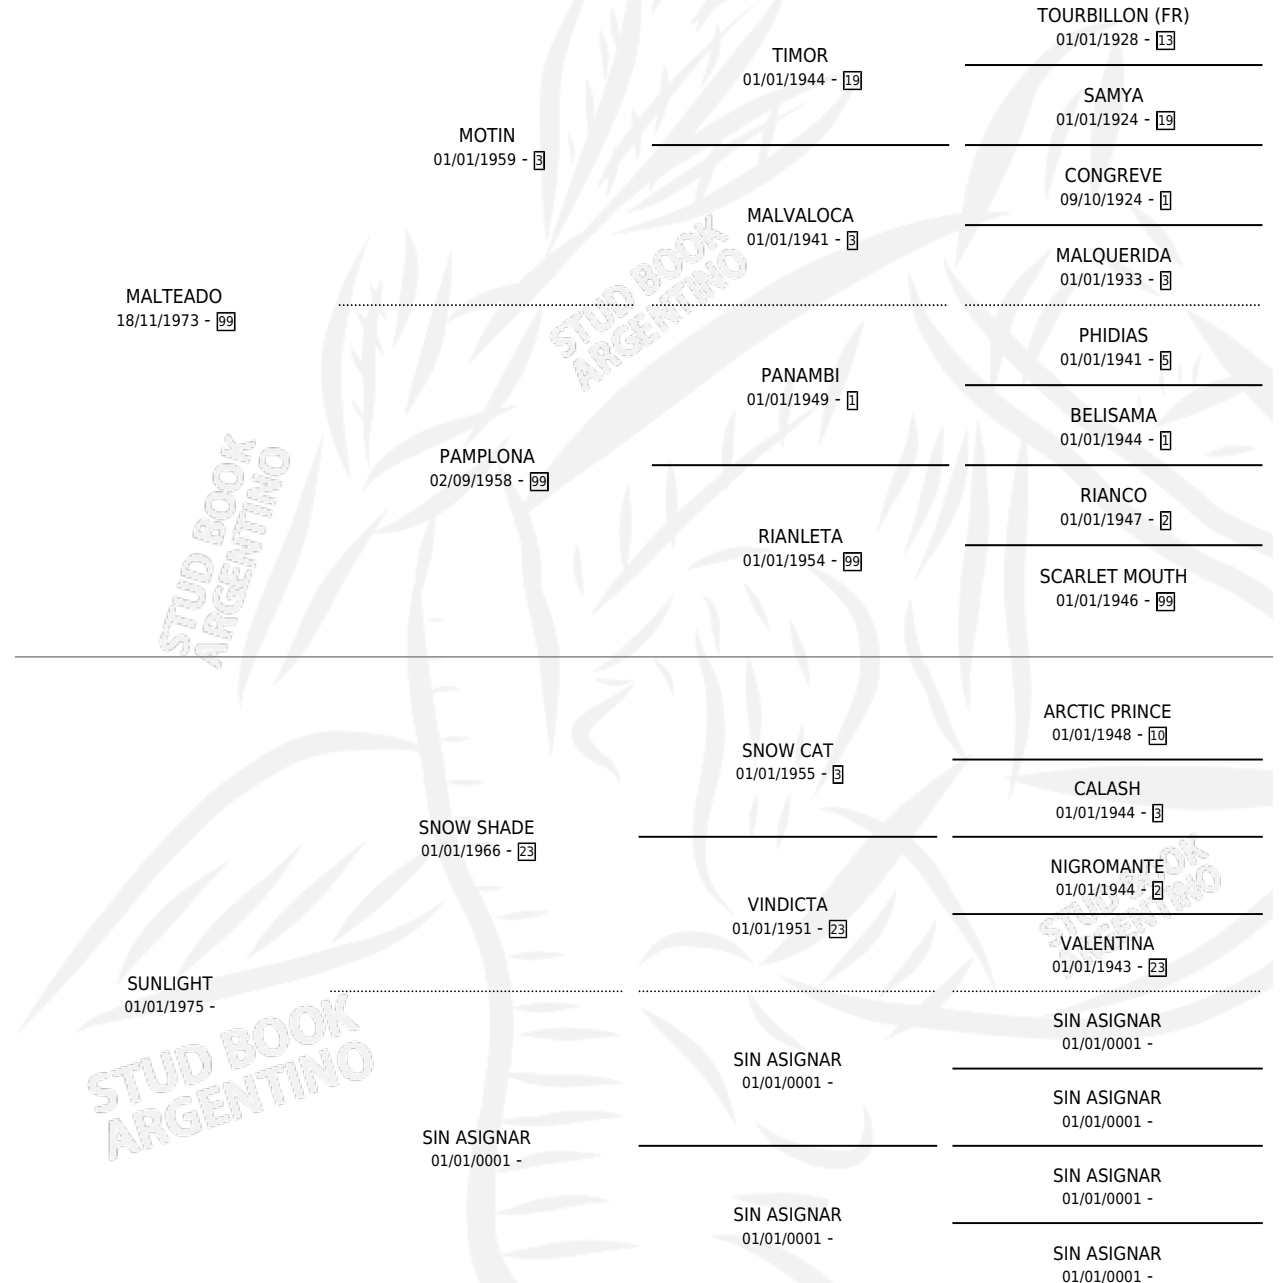 TOURBILLON (FR)
01/01/1928 - 13
TIMOR
01/01/1944 - 19
SAMYA
01/01/1924 - 19
MOTIN
01/01/1959 - 3
CONGREVE
09/10/1924 - 1
MALVALOCA
01/01/1941 - 3
MALQUERIDA
01/01/1933 - 3
MALTEADO
18/11/1973 - 99
PHIDIAS
01/01/1941 - 5
PANAMBI
01/01/1949 - 1
BELISAMA
01/01/1944 - 1
PAMPLONA
02/09/1958 - 99
RIANCO
01/01/1947 - 2
RIANLETA
01/01/1954 - 99
SCARLET MOUTH
01/01/1946 - 99
STUD BOOK
ARGENTINO
STUD BOOK
ARGENTINO
ARCTIC PRINCE
01/01/1948 - 10
SNOW CAT
01/01/1955 - 3
CALASH
01/01/1944 - 3
SNOW SHADE
01/01/1966 - 23
NIGROMANTE
01/01/1944 - 2
VINDICTA
01/01/1951 - 23
VALENTINA
01/01/1943 - 23
SUNLIGHT
01/01/1975 -
SIN ASIGNAR
01/01/0001 -
SIN ASIGNAR
01/01/0001 -
SIN ASIGNAR
01/01/0001 -
SIN ASIGNAR
01/01/0001 -
SIN ASIGNAR
01/01/0001 -
SIN ASIGNAR
01/01/0001 -
SIN ASIGNAR
01/01/0001 -
STUD BOOK
ARGENTINO
STUD BOOK
ARGENTINO